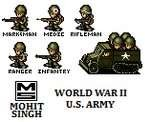 MARKSMAN MEDIC RIFLEMAN
RANGER INFANTRY
MOHIT
SINGH
WORLD WAR II
U.S. ARMY